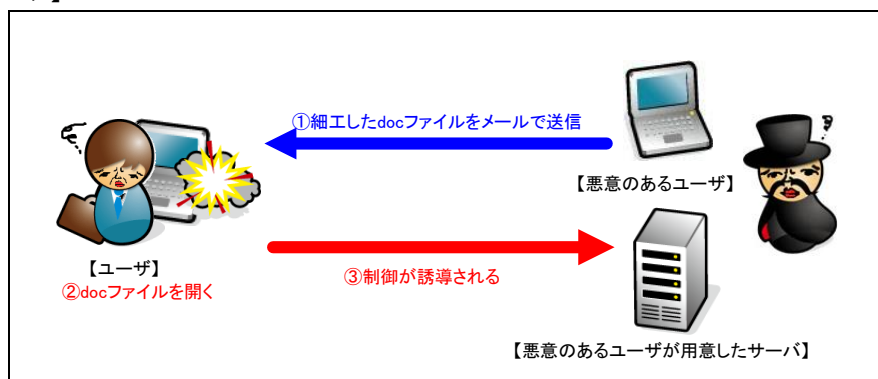 ①細工したdocファイルをメールで送信
【悪意のあるユーザ】
【ユーザ】
②docファイルを開く
③制御が誘導される
【悪意のあるユーザが用意したサーバ】